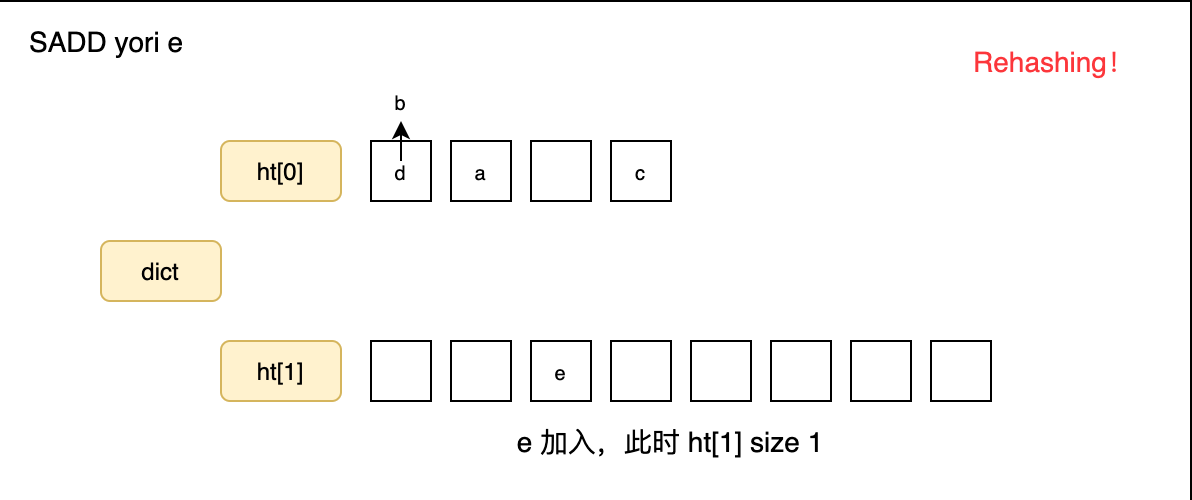 SADD yori e
Rehashing!
b
ht[0]
d
a
c
dict
ht[1]
e
e 加入，此时 ht[1] size 1